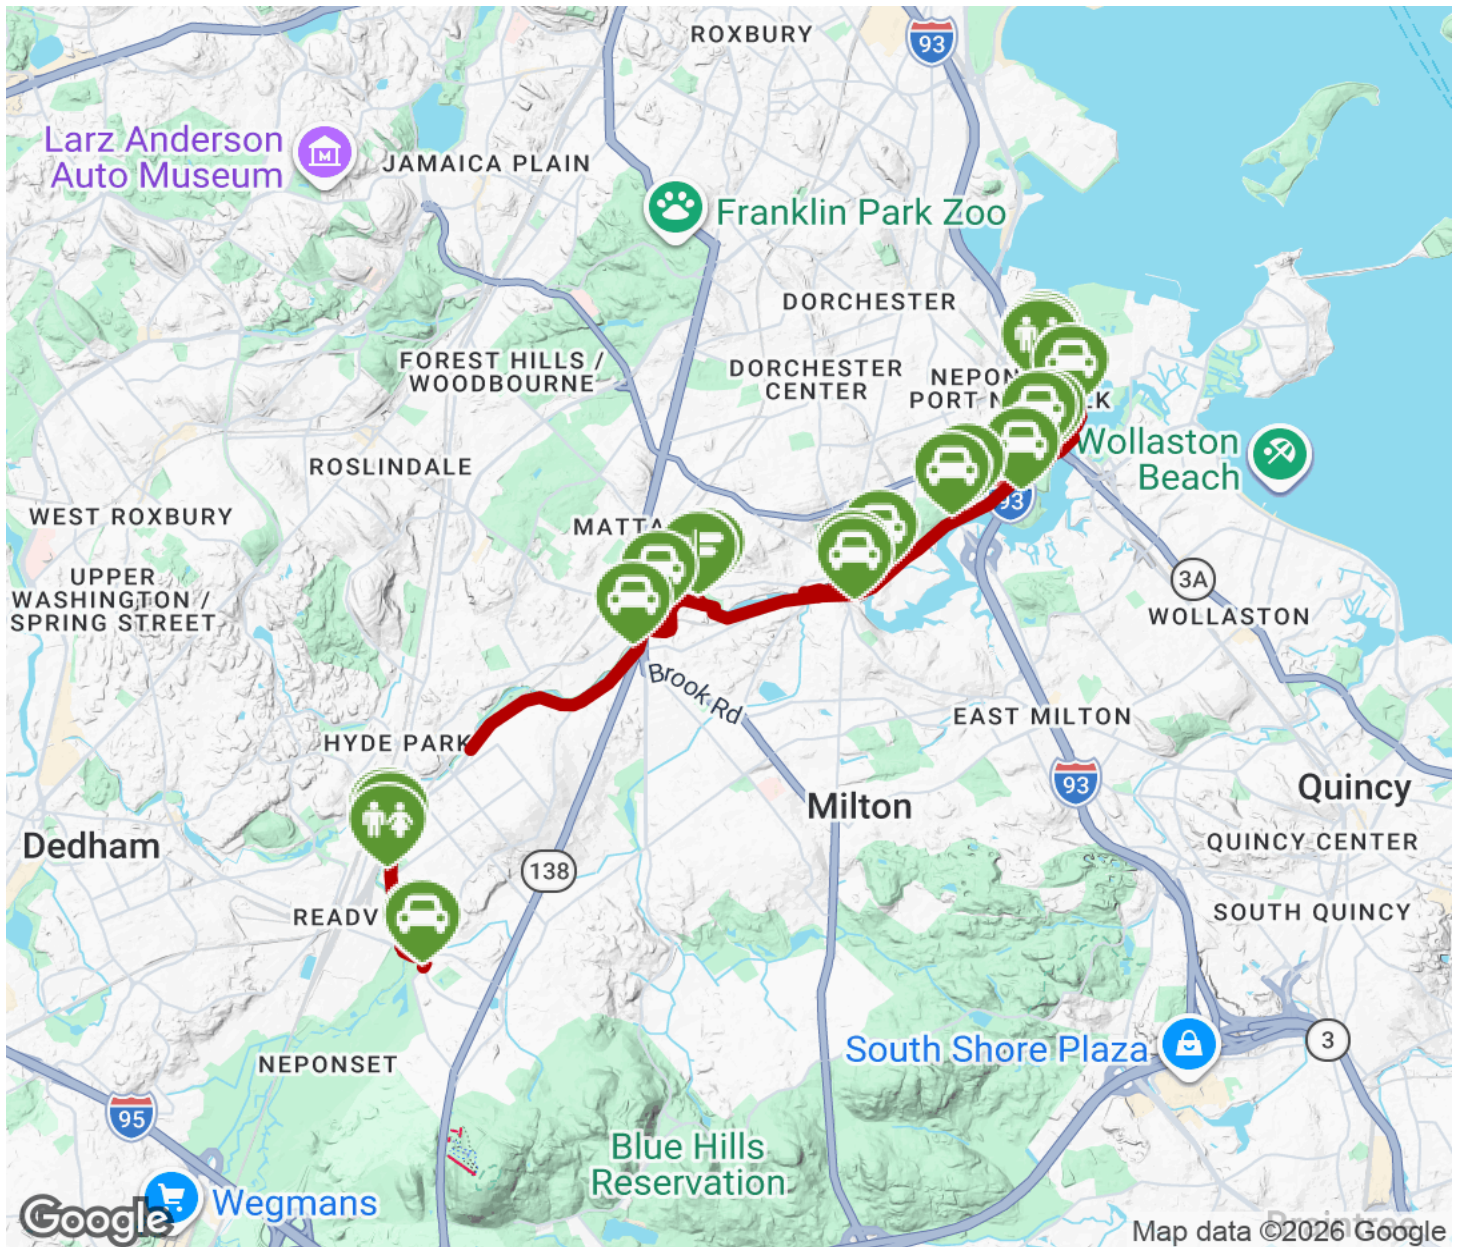 ROXBURY
93
Larz Anderson
Auto Museum
JAMAICA PLAIN
Franklin Park Zoo
DORCHESTER
FOREST HILLS /
WOODBOURNE
DORCHESTER
CENTER
NEPON
PORT N
K
Wollaston
Beach
ROSLINDALE
WEST ROXBURY
MATTA
93
UPPER
WASHINGTON /
SPRING STREET
3A
WOLLASTON
Brook Rd
EAST MILTON
HYDE PARK
93
Quincy
Milton
Dedham
QUINCY CENTER
138
READV
SOUTH QUINCY
South Shore Plaza
3
NEPONSET
95
Blue Hills
Reservation
Wegmans
Google
Map data ©2026 Google